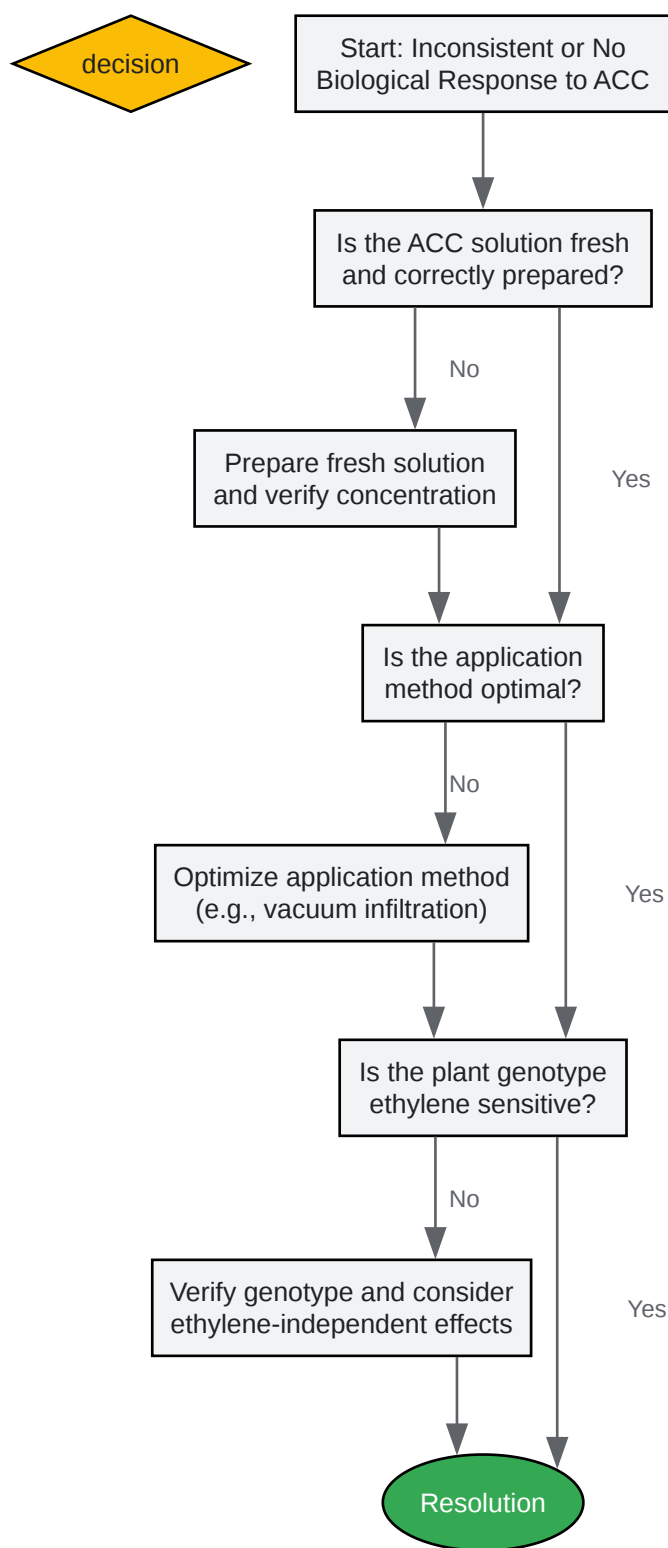 decision
Start: Inconsistent or No
Biological Response to ACC
Is the ACC solution fresh
and correctly prepared?
No
Prepare fresh solution
and verify concentration
Yes
Is the application
method optimal?
No
Optimize application method
(e.g., vacuum infiltration)
Yes
Is the plant genotype
ethylene sensitive?
No
Verify genotype and consider
ethylene-independent effects
Yes
Resolution